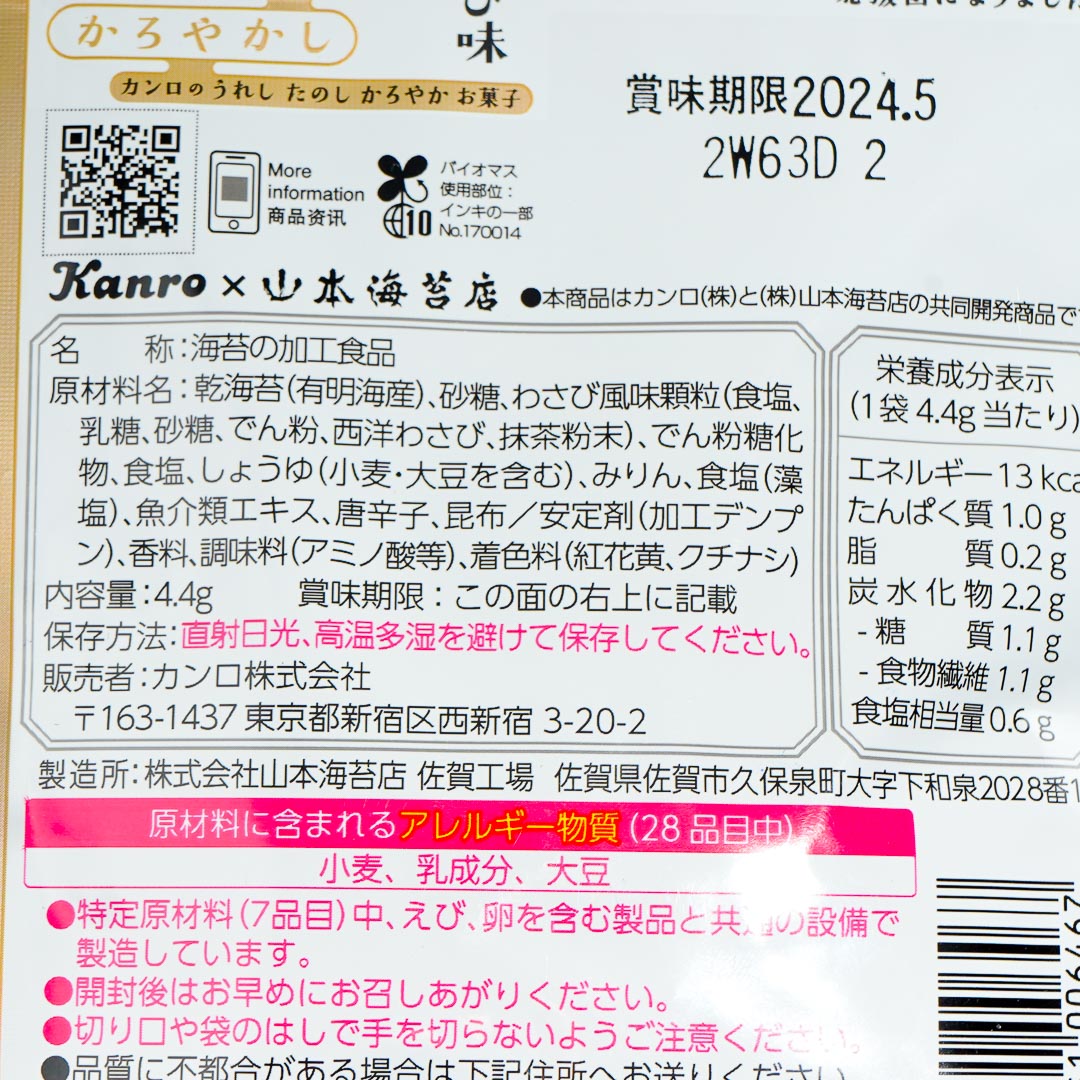 かろやかし
味
カンロのうれし たのし かろやか お菓子
賞味期限2024.5
2W63D 2
More
information
商品资讯
バイオマス
使用部位：
インキの一部
No.170014
10
Kanro×山本海苔店 ●本商品はカンロ(株)と(株)山本海苔店の共同開発商品で
名 称：海苔の加工食品
原材料名：乾海苔(有明海産)、砂糖、わさび風味顆粒(食塩、
乳糖、砂糖、でん粉、西洋わさび、抹茶粉末)、でん粉糖化
物、食塩、しょうゆ(小麦・大豆を含む)、みりん、食塩(藻
塩)、魚介類エキス、唐辛子、昆布／安定剤(加工デンプ
ン)、香料、調味料(アミノ酸等)、着色料(紅花黄、クチナシ)
内容量：4.4g 賞味期限：この面の右上に記載
保存方法：直射日光、高温多湿を避けて保存してください。
販売者：カンロ株式会社
〒163-1437 東京都新宿区西新宿 3-20-2
栄養成分表示
(1袋4.4g当たり)
エネルギー13kca
たんぱく質1.0g
脂 質0.2g
炭水化物2.2g
-糖 質1.1g
-食物繊維1.1g
食塩相当量0.6g
製造所：株式会社山本海苔店 佐賀工場 佐賀県佐賀市久保泉町大字下和泉2028番1
原材料に含まれるアレルギー物質(28品目中)
小麦、乳成分、大豆
●特定原材料(7品目)中、えび、卵を含む製品と共通の設備で
製造しています。
●開封後はお早めにお召しあがりください。
●切り口や袋のはしで手を切らないようご注意ください。
●品質に不都合がある場合は下記住所へお送りください。